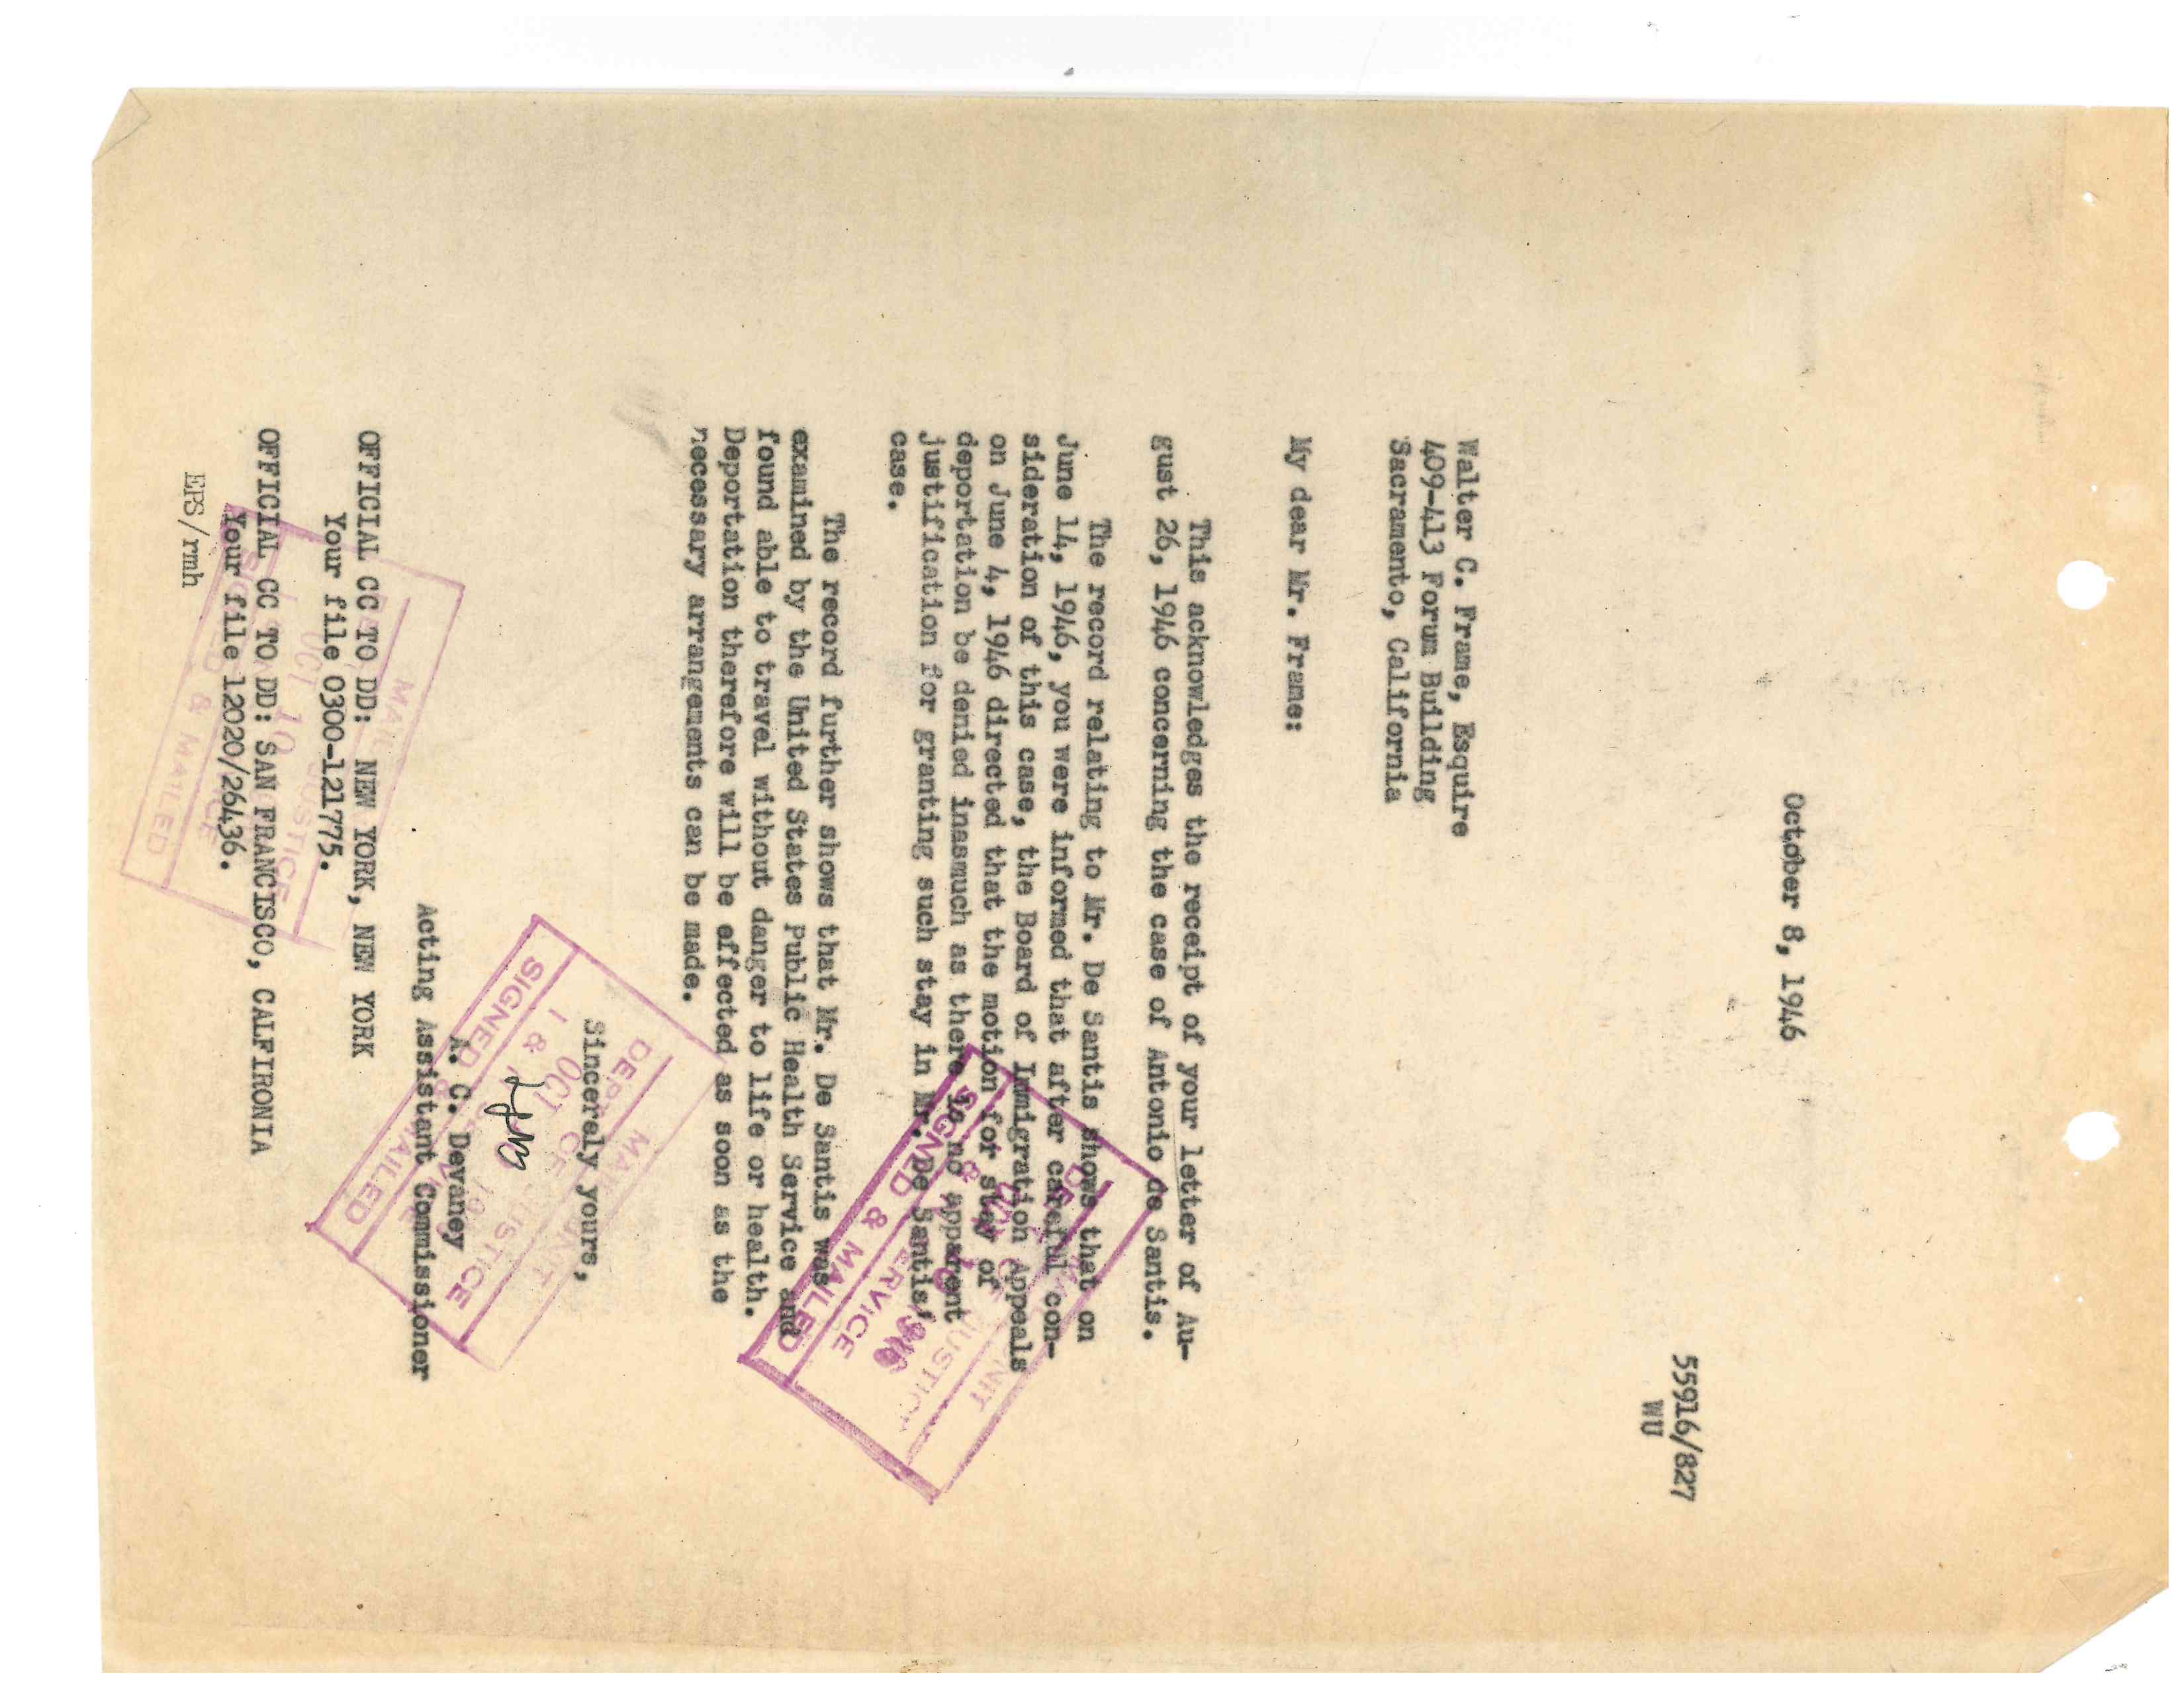 October 8, 1946
55916/827
WU
Walter C. Frame, Esquire
409-413 Forum Building
Sacramento, California
My dear Mr. Frame:
This acknowledges the receipt of your letter of Au-
gust 26, 1946 concerning the case of Antonio de Santis.
The record relating to Mr. De Santis shows that on
June 14, 1946, you were informed that after careful con-
sideration of this case, the Board of Immigration Appeals
on June 4, 1946 directed that the motion for stay of
deportation be denied inasmuch as there is no apparent
justification for granting such stay in Mr. De Santis'
case.
MAIL UNIT
DEPT. OF JUSTICE
OCT 10 1946
I & N SERVICE
SIGNED & MAILED
The record further shows that Mr. De Santis was
examined by the United States Public Health Service and
found able to travel without danger to life or health.
Deportation therefore will be effected as soon as the
necessary arrangements can be made.
Sincerely yours,
A. C. Devaney
Acting Assistant Commissioner
MAIL UNIT
DEPT. OF JUSTICE
OCT 10 1946
I & N SERVICE
SIGNED & MAILED
OFFICIAL CC TO DD: NEW YORK, NEW YORK
Your file 0300-121775.
OFFICIAL CC TO DD: SAN FRANCISCO, CALFIRONIA
Your file 12020/26436.
EPS/rmh
MAIL
JUSTICE
OCT 10
SIGNED & MAILED